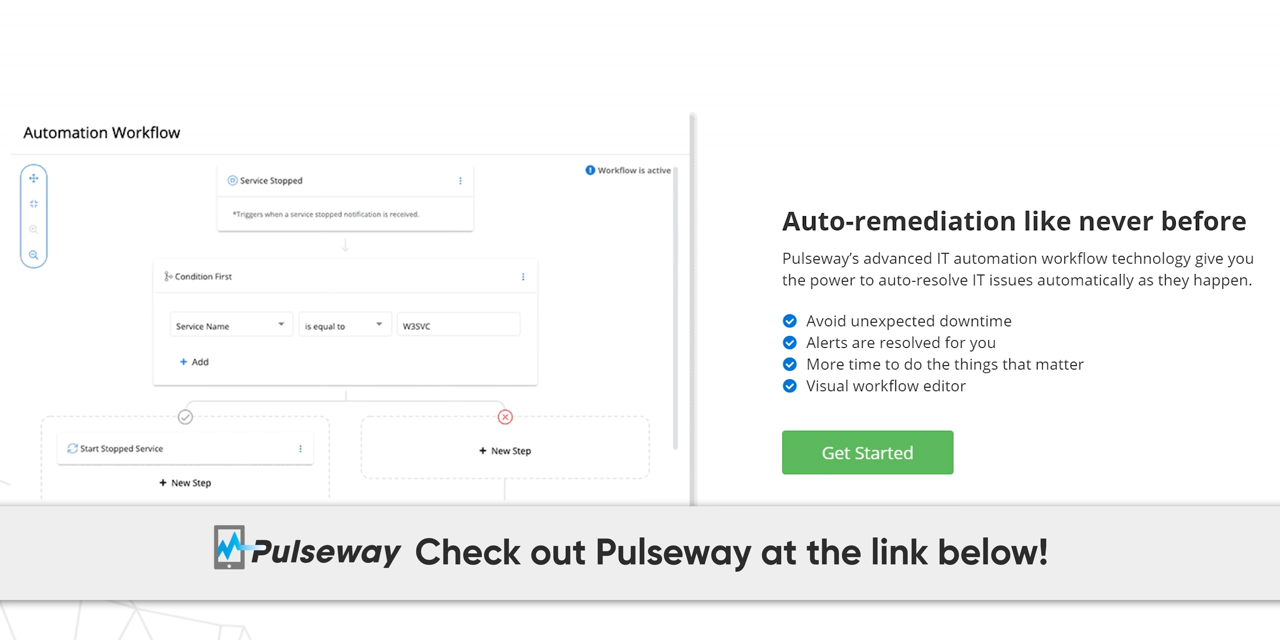 Automation Workflow
Workflow is active
Service Stopped
*Triggers when a service stopped notification is received.
Condition First
Service Name
is equal to
W3SVC
+ Add
Start Stopped Service
+ New Step
+ New Step
Auto-remediation like never before
Pulseway’s advanced IT automation workflow technology give you
the power to auto-resolve IT issues automatically as they happen.
Avoid unexpected downtime
Alerts are resolved for you
More time to do the things that matter
Visual workflow editor
Get Started
Pulseway Check out Pulseway at the link below!